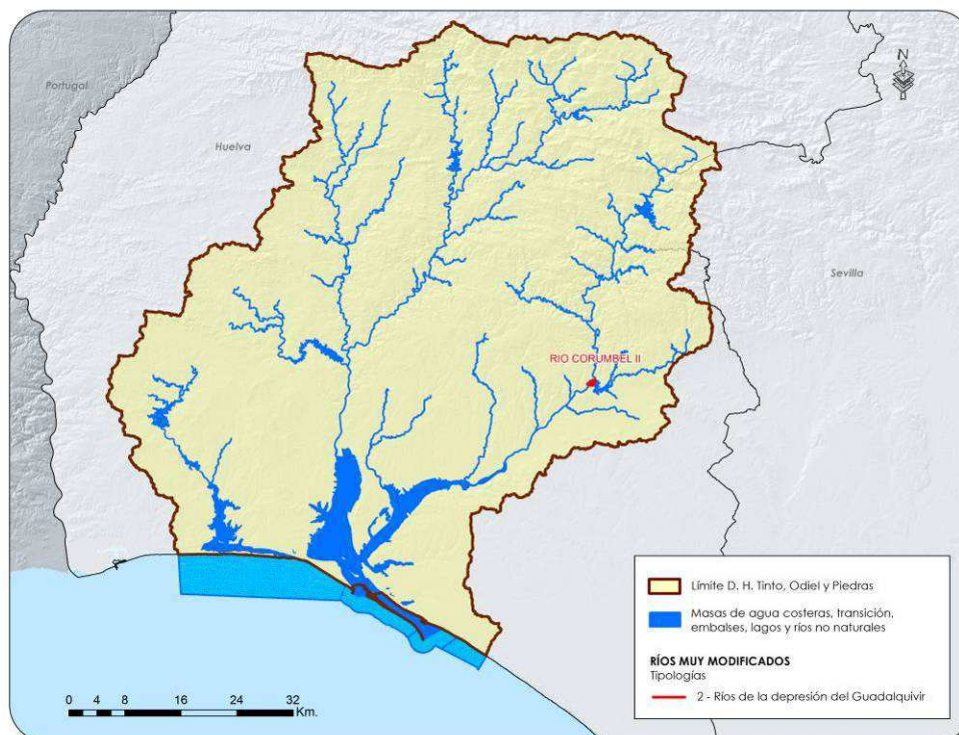 Portugal
N
Huelva
Sevilla
RIO CORUMBEL II
Límite D. H. Tinto, Odiel y Piedras
Masas de agua costeras, transición,
embalses, lagos y ríos no naturales
RÍOS MUY MODIFICADOS
Tipologías
2 - Ríos de la depresión del Guadalquivir
0 4 8 16 24 32
Km.